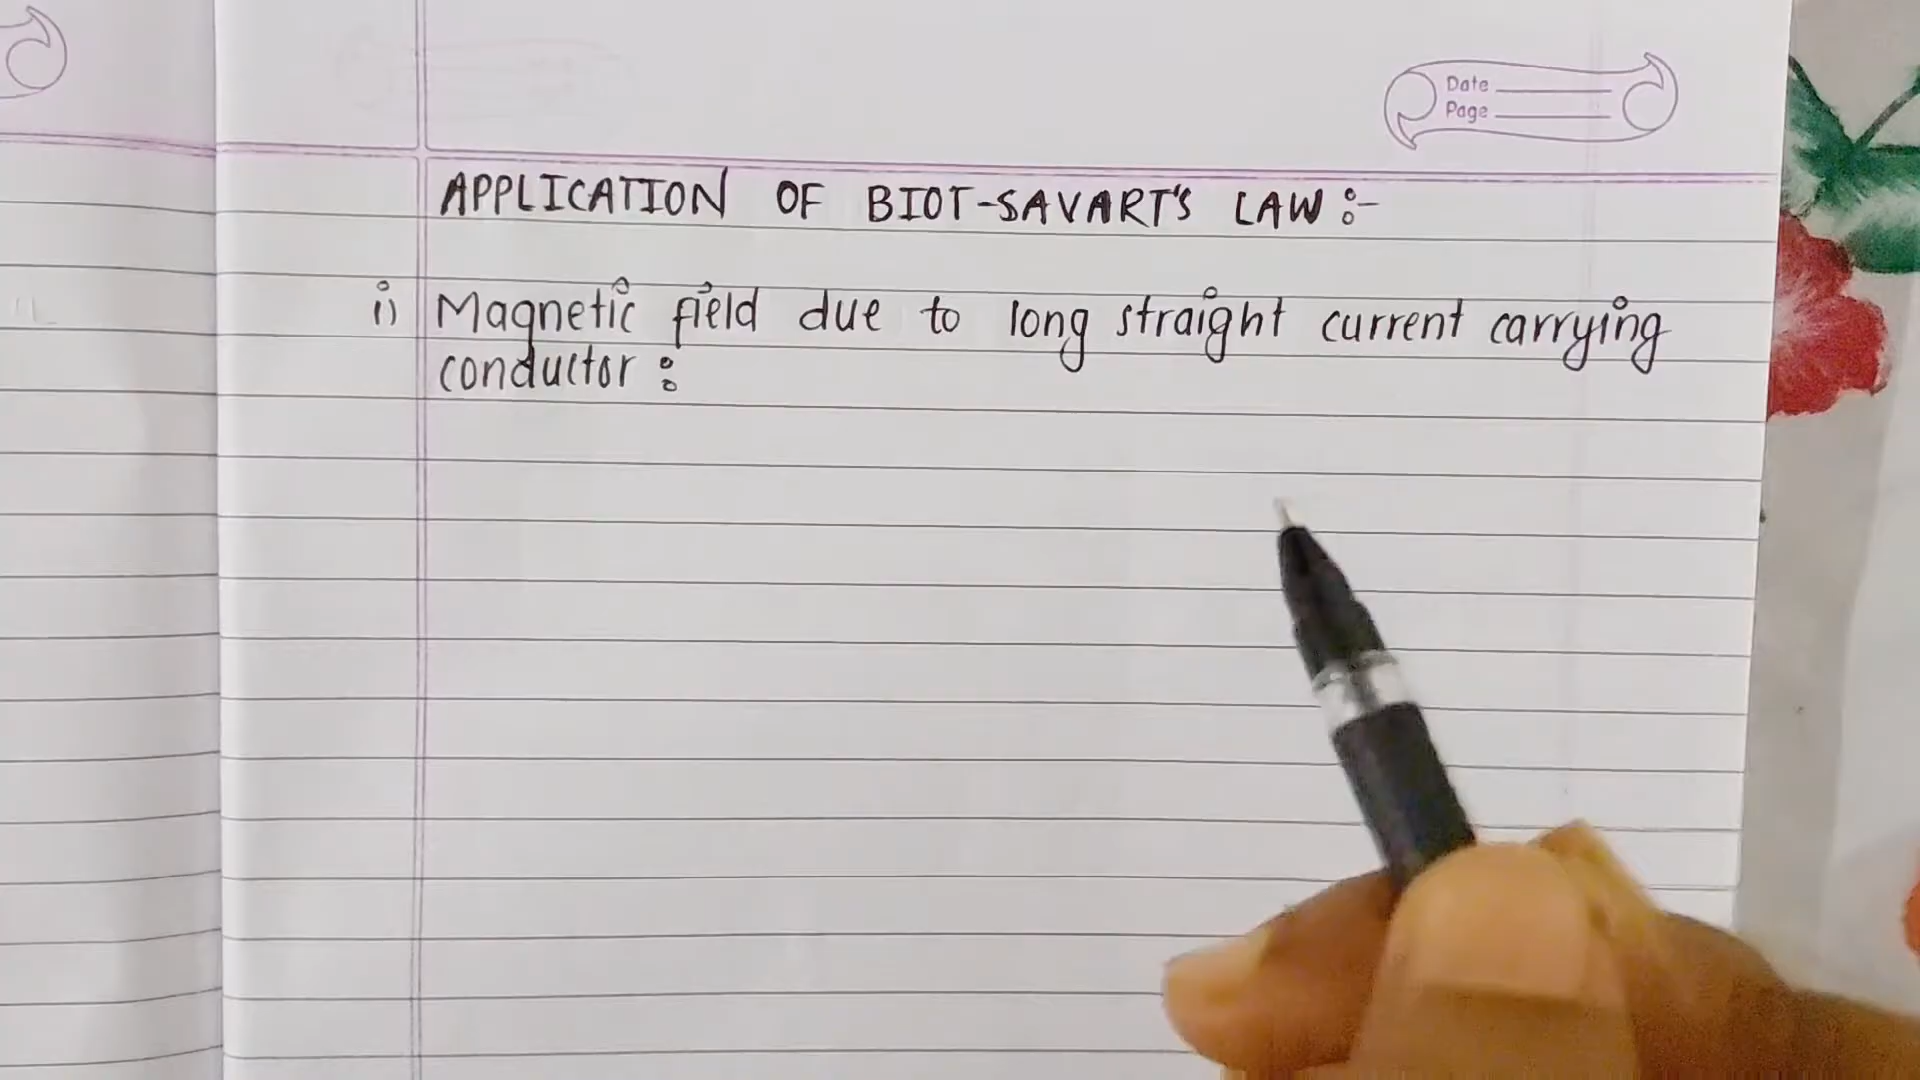 Date
Page
APPLICATION OF BIOT-SAVART'S LAW :-
i) Magnetic field due to long straight current carrying
conductor :